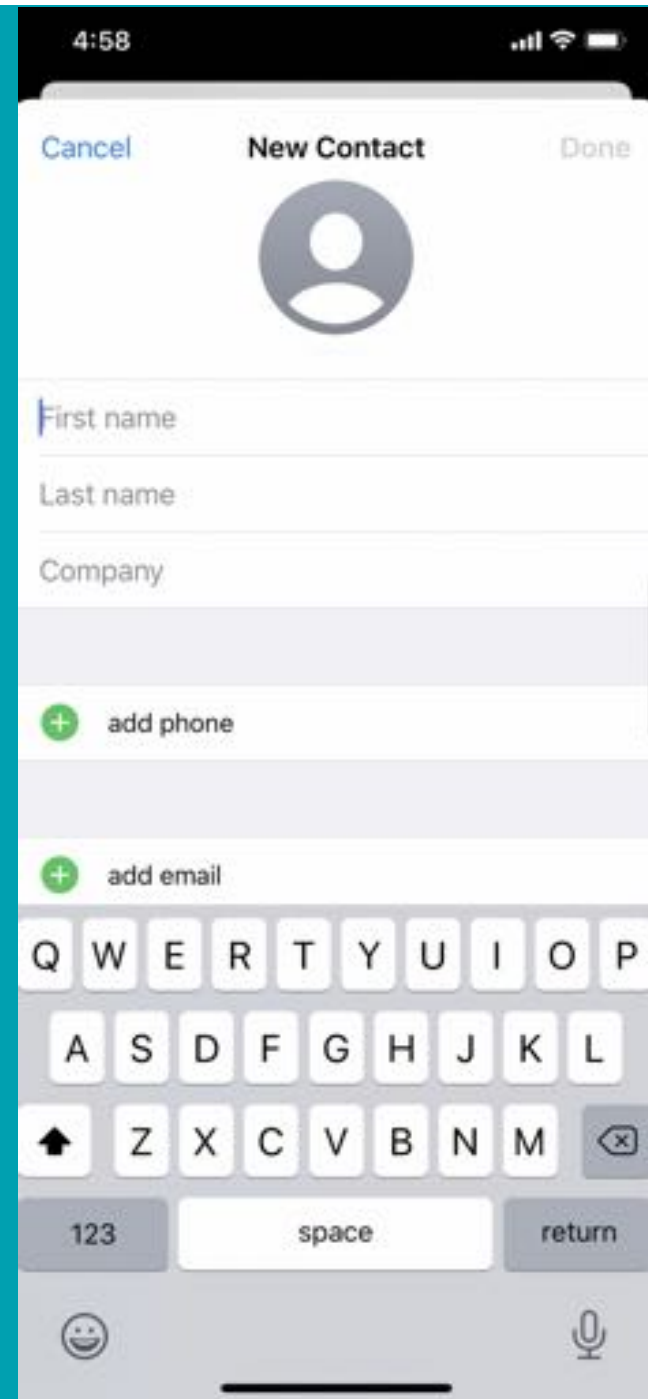 4:58
Cancel New Contact Done
First name
Last name
Company
add phone
add email
Q W E R T Y U I O P
A S D F G H J K L
Z X C V B N M
123 space return